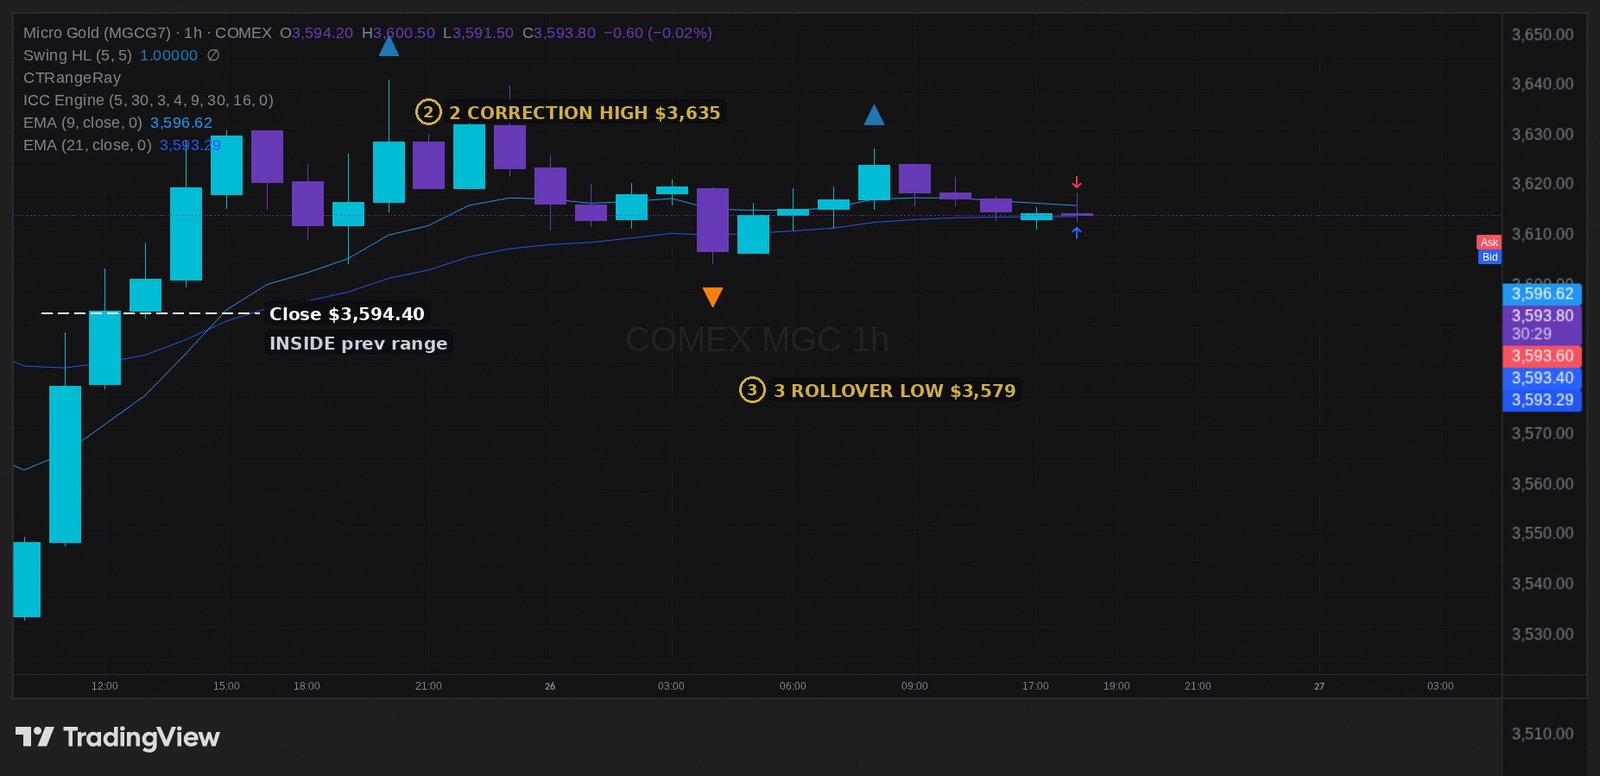 Micro Gold (MGCG7) · 1h · COMEX O3,594.20 H3,600.50 L3,591.50 C3,593.80 −0.60 (−0.02%)
Swing HL (5, 5) 1.00000 ∅
CTRangeRay
ICC Engine (5, 30, 3, 4, 9, 30, 16, 0)
EMA (9, close, 0) 3,596.62
EMA (21, close, 0) 3,593.29
2 2 CORRECTION HIGH $3,635
Close $3,594.40
INSIDE prev range
COMEX MGC 1h
3 3 ROLLOVER LOW $3,579
3,650.00
3,640.00
3,630.00
3,620.00
3,610.00
Ask
Bid
3,600.00
3,596.62
3,593.80
30:29
3,593.60
3,593.40
3,593.29
3,570.00
3,560.00
3,550.00
3,540.00
3,530.00
3,510.00
12:00 15:00 18:00 21:00 26 03:00 06:00 09:00 17:00 19:00 21:00 27 03:00
TradingView